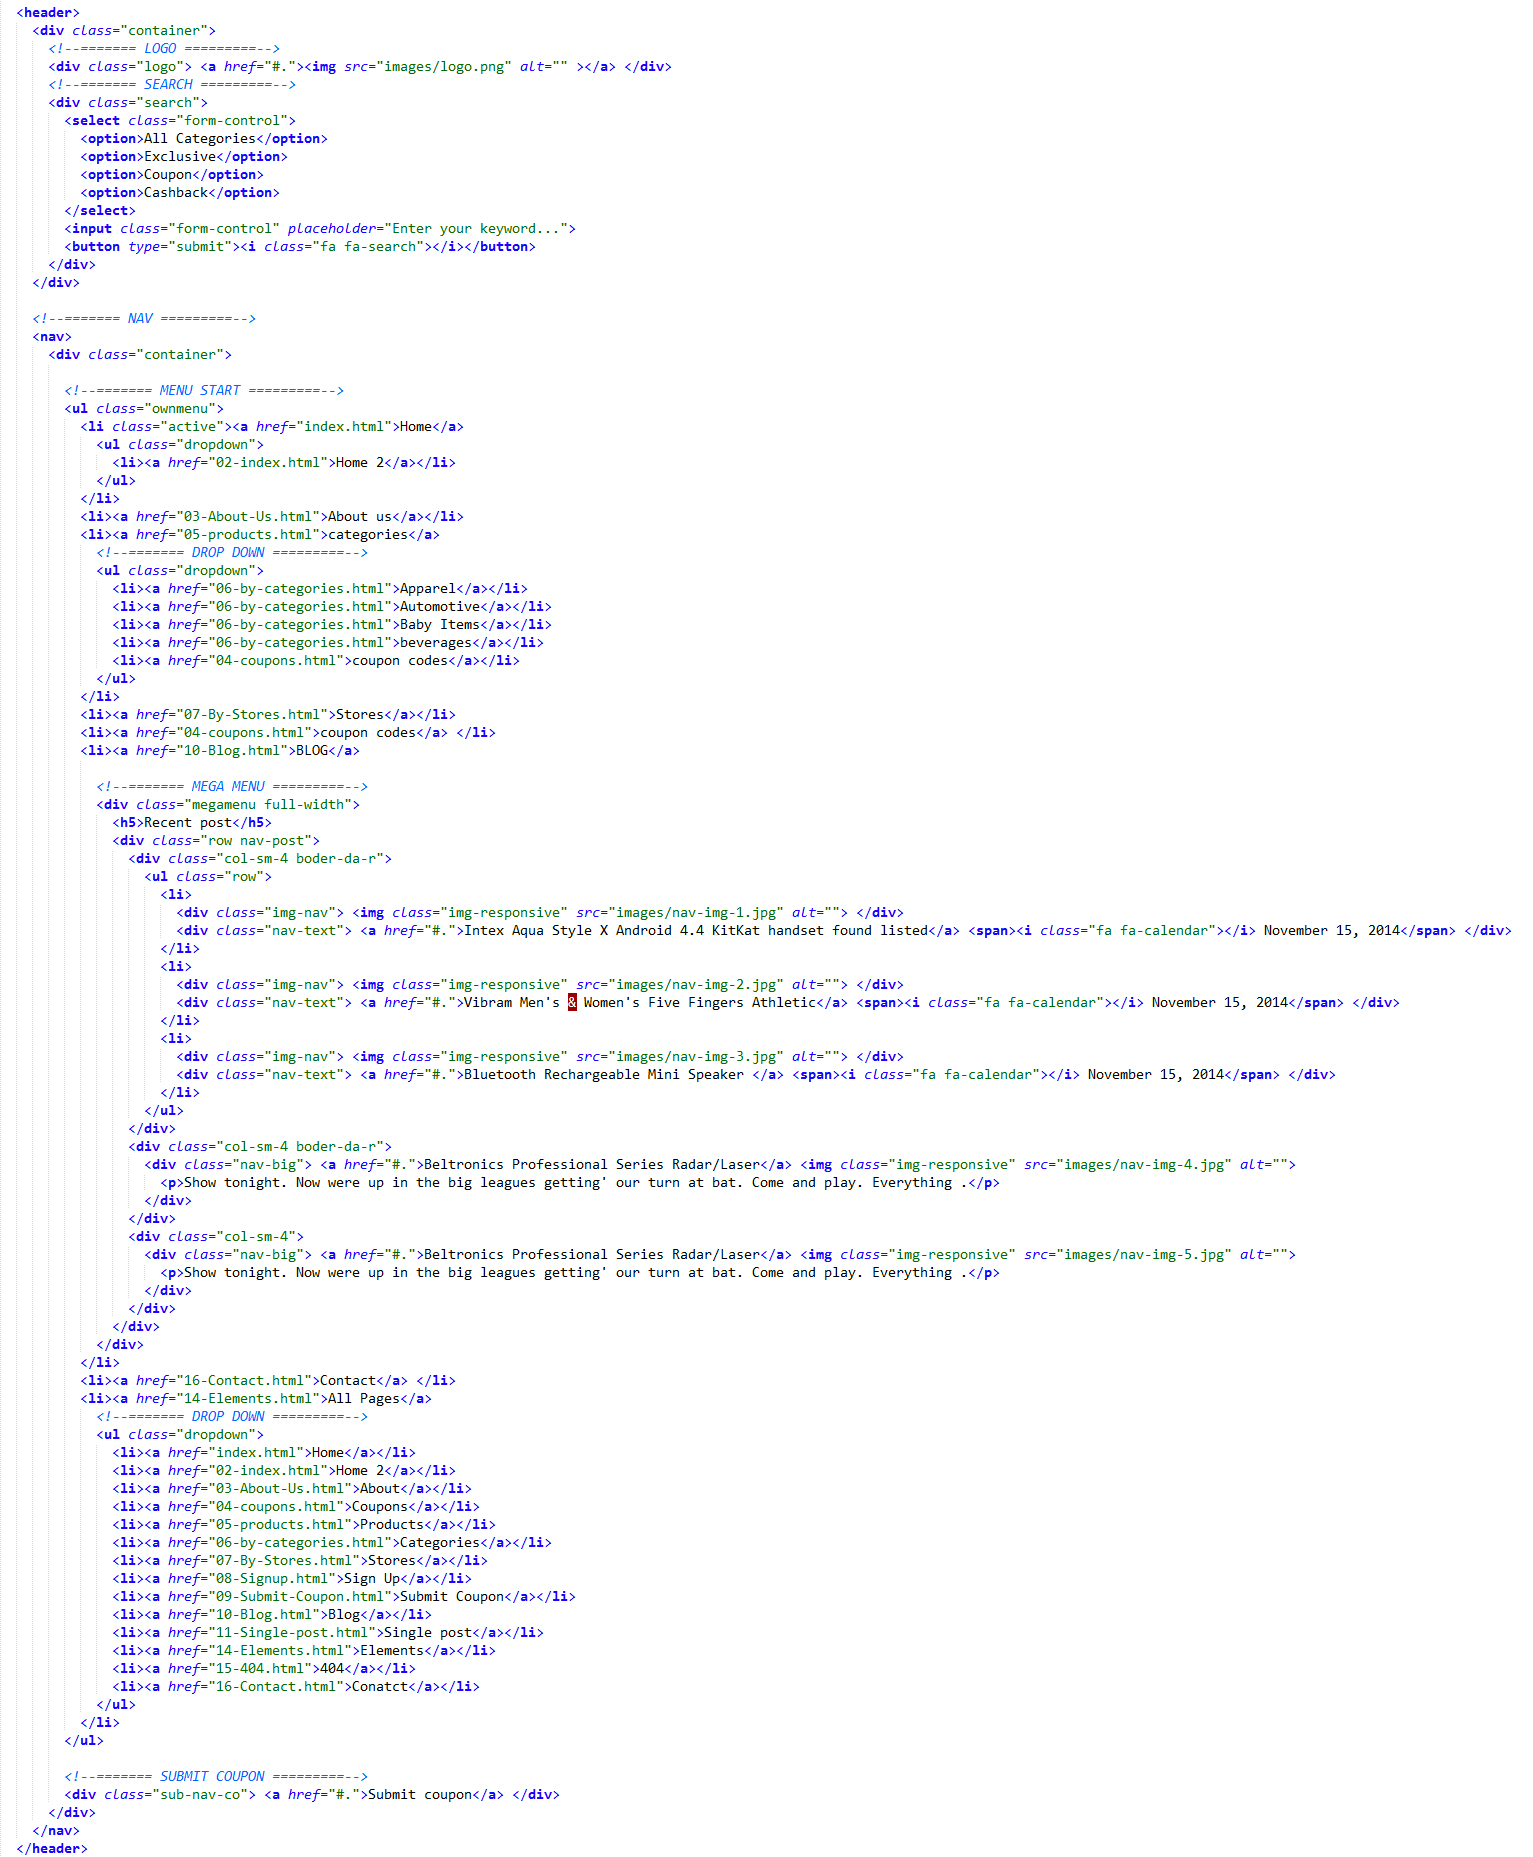 <header>
<div class="container">
<!--======= LOGO =========-->
<div class="logo"> <a href="#."><img src="images/logo.png" alt="" ></a> </div>
<!--======= SEARCH =========-->
<div class="search">
<select class="form-control">
<option>All Categories</option>
<option>Exclusive</option>
<option>Coupon</option>
<option>Cashback</option>
</select>
<input class="form-control" placeholder="Enter your keyword...">
<button type="submit"><i class="fa fa-search"></i></button>
</div>
</div>
<!--======= NAV =========-->
<nav>
<div class="container">
<!--======= MENU START =========-->
<ul class="ownmenu">
<li class="active"><a href="index.html">Home</a>
<ul class="dropdown">
<li><a href="02-index.html">Home 2</a></li>
</ul>
</li>
<li><a href="03-About-Us.html">About us</a></li>
<li><a href="05-products.html">categories</a>
<!--======= DROP DOWN =========-->
<ul class="dropdown">
<li><a href="06-by-categories.html">Apparel</a></li>
<li><a href="06-by-categories.html">Automotive</a></li>
<li><a href="06-by-categories.html">Baby Items</a></li>
<li><a href="06-by-categories.html">beverages</a></li>
<li><a href="04-coupons.html">coupon codes</a></li>
</ul>
</li>
<li><a href="07-By-Stores.html">Stores</a></li>
<li><a href="04-coupons.html">coupon codes</a> </li>
<li><a href="10-Blog.html">BLOG</a>
<!--======= MEGA MENU =========-->
<div class="megamenu full-width">
<h5>Recent post</h5>
<div class="row nav-post">
<div class="col-sm-4 boder-da-r">
<ul class="row">
<li>
<div class="img-nav"> <img class="img-responsive" src="images/nav-img-1.jpg" alt=""> </div>
<div class="nav-text"> <a href="#.">Intex Aqua Style X Android 4.4 KitKat handset found listed</a> <span><i class="fa fa-calendar"></i> November 15, 2014</span> </div>
</li>
<li>
<div class="img-nav"> <img class="img-responsive" src="images/nav-img-2.jpg" alt=""> </div>
<div class="nav-text"> <a href="#.">Vibram Men's & Women's Five Fingers Athletic</a> <span><i class="fa fa-calendar"></i> November 15, 2014</span> </div>
</li>
<li>
<div class="img-nav"> <img class="img-responsive" src="images/nav-img-3.jpg" alt=""> </div>
<div class="nav-text"> <a href="#.">Bluetooth Rechargeable Mini Speaker </a> <span><i class="fa fa-calendar"></i> November 15, 2014</span> </div>
</li>
</ul>
</div>
<div class="col-sm-4 boder-da-r">
<div class="nav-big"> <a href="#.">Beltronics Professional Series Radar/Laser</a> <img class="img-responsive" src="images/nav-img-4.jpg" alt="">
<p>Show tonight. Now were up in the big leagues getting' our turn at bat. Come and play. Everything .</p>
</div>
</div>
<div class="col-sm-4">
<div class="nav-big"> <a href="#.">Beltronics Professional Series Radar/Laser</a> <img class="img-responsive" src="images/nav-img-5.jpg" alt="">
<p>Show tonight. Now were up in the big leagues getting' our turn at bat. Come and play. Everything .</p>
</div>
</div>
</div>
</div>
</li>
<li><a href="16-Contact.html">Contact</a> </li>
<li><a href="14-Elements.html">All Pages</a>
<!--======= DROP DOWN =========-->
<ul class="dropdown">
<li><a href="index.html">Home</a></li>
<li><a href="02-index.html">Home 2</a></li>
<li><a href="03-About-Us.html">About</a></li>
<li><a href="04-coupons.html">Coupons</a></li>
<li><a href="05-products.html">Products</a></li>
<li><a href="06-by-categories.html">Categories</a></li>
<li><a href="07-By-Stores.html">Stores</a></li>
<li><a href="08-Signup.html">Sign Up</a></li>
<li><a href="09-Submit-Coupon.html">Submit Coupon</a></li>
<li><a href="10-Blog.html">Blog</a></li>
<li><a href="11-Single-post.html">Single post</a></li>
<li><a href="14-Elements.html">Elements</a></li>
<li><a href="15-404.html">404</a></li>
<li><a href="16-Contact.html">Conatct</a></li>
</ul>
</li>
</ul>
<!--======= SUBMIT COUPON =========-->
<div class="sub-nav-co"> <a href="#.">Submit coupon</a> </div>
</div>
</nav>
</header>